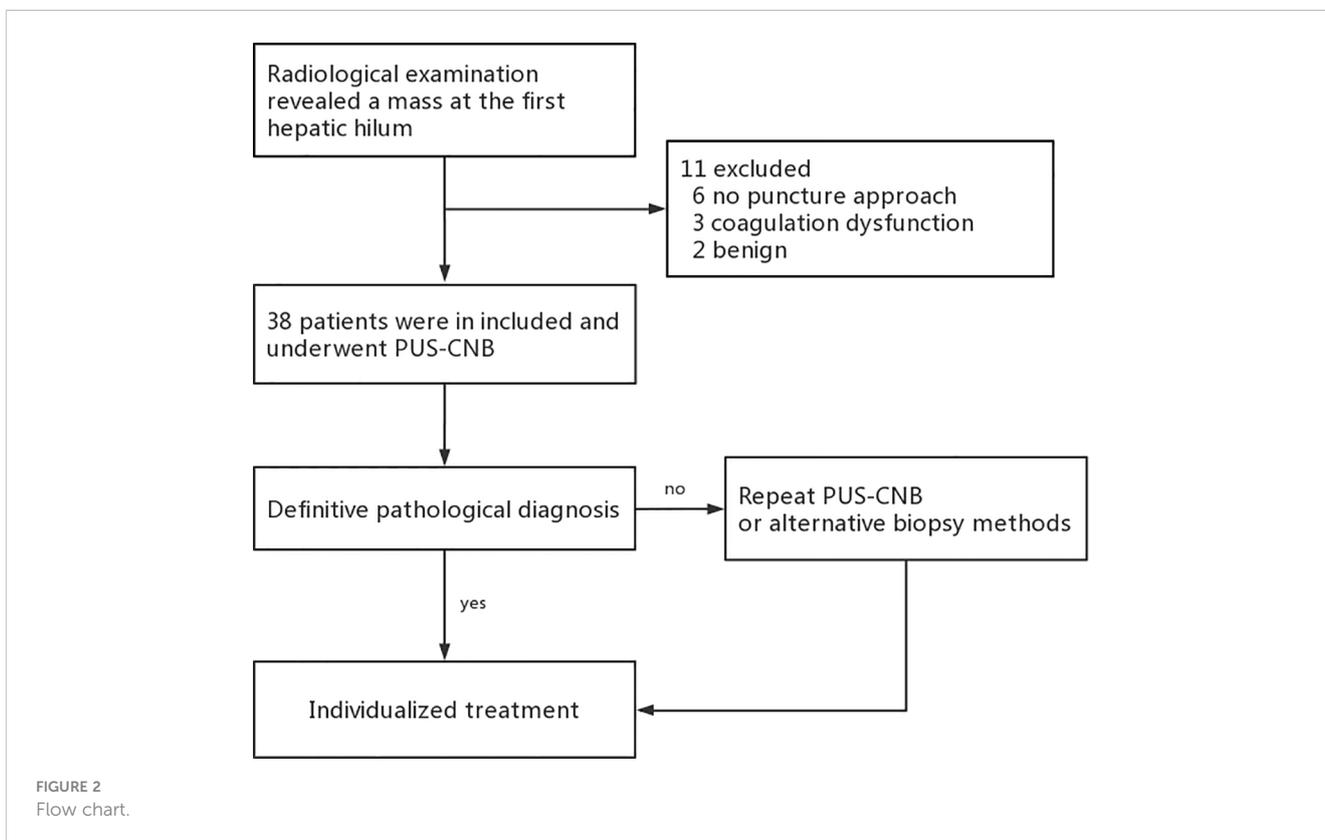 Radiological examination
revealed a mass at the first
hepatic hilum
11 excluded
6 no puncture approach
3 coagulation dysfunction
2 benign
38 patients were in included and
underwent PUS-CNB
Definitive pathological diagnosis
no
Repeat PUS-CNB
or alternative biopsy methods
yes
Individualized treatment
FIGURE 2
Flow chart.